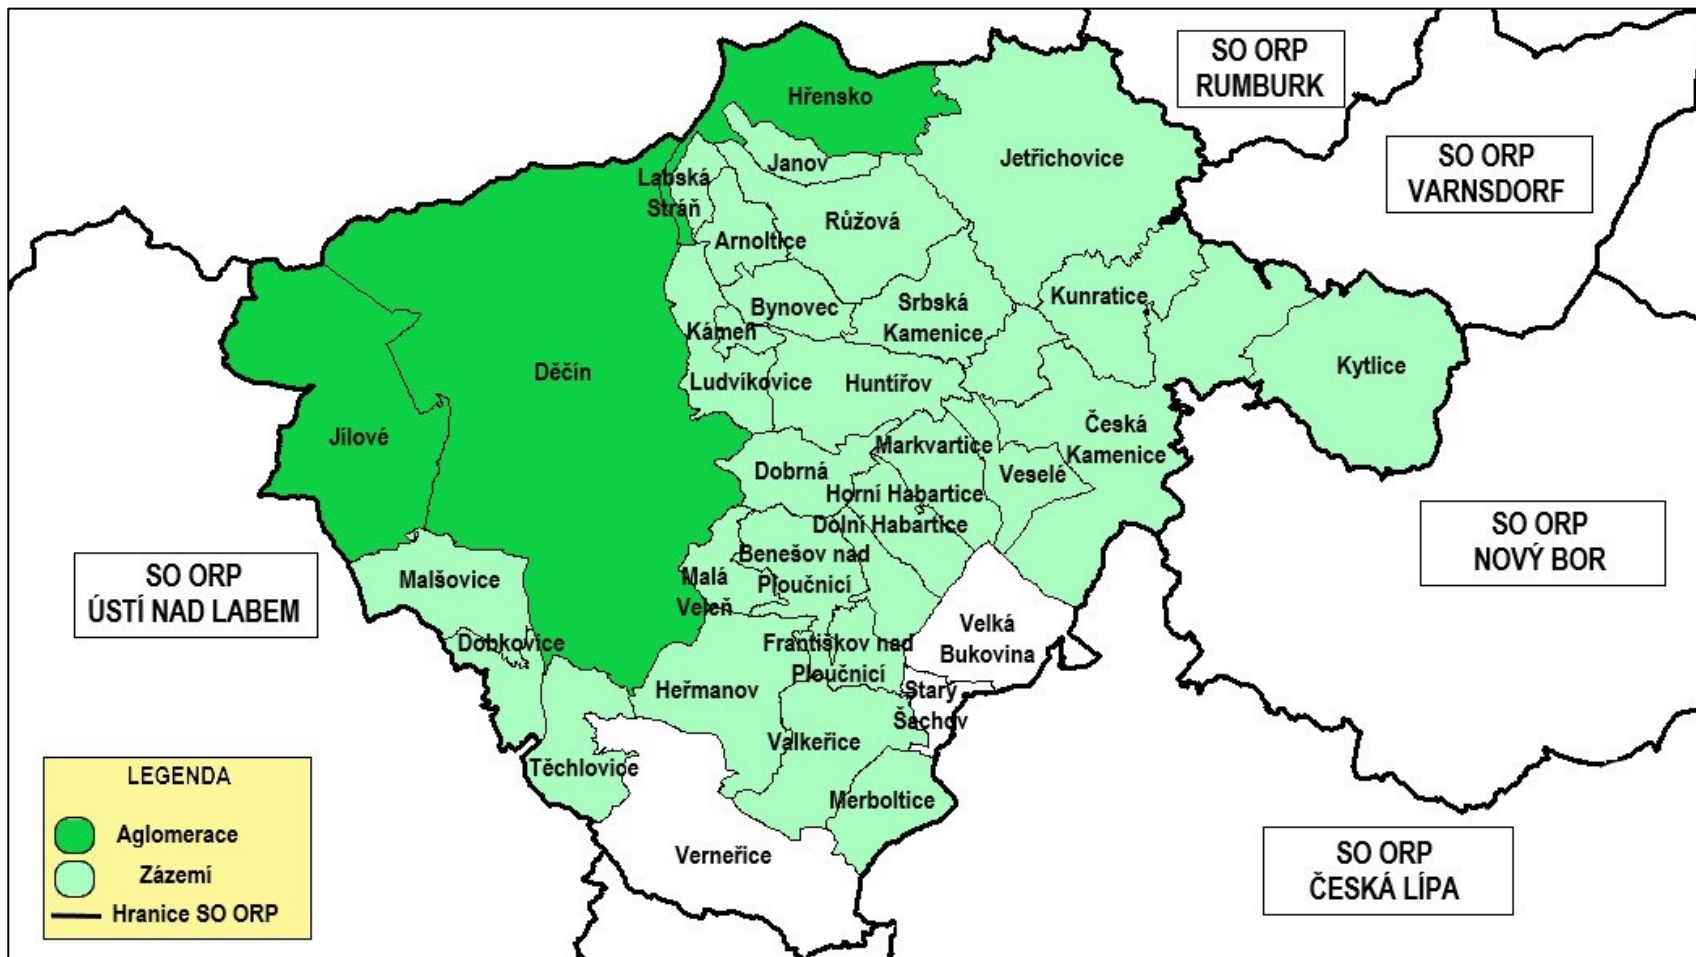 SO ORP
RUMBURK
Hřensko
SO ORP
VARNSDORF
Janov
Jetřichovice
Labská
Stráň
Růžová
Arnoltice
Bynovec
Srbská
Kamenice
Kunratice
Kámen
Děčín
Ludvíkovice
Huntířov
Kytlice
Jílové
Markvartice
Česká
Kamenice
Dobrná
Veselé
Horní Habartice
Dolní Habartice
SO ORP
NOVÝ BOR
Benešov nad
Ploučnicí
SO ORP
ÚSTÍ NAD LABEM
Malšovice
Malá
Veleň
Velká
Bukovina
Dobkovice
Františkov nad
Ploučnicí
Heřmanov
Starý
Šachov
Valkeřice
Těchlovice
Merboltice
Verneřice
SO ORP
ČESKÁ LÍPA
LEGENDA
Aglomerace
Zázemí
Hranice SO ORP